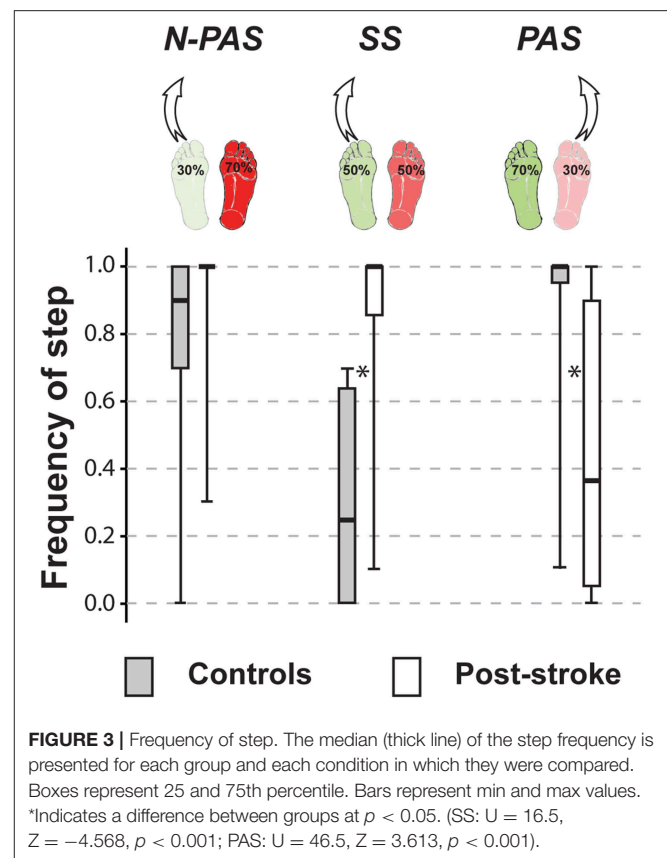 N-PAS SS PAS
30% 70% 50% 50% 70% 30%
Frequency of step
1.0
0.8
* *
0.6
0.4
0.2
0.0
Controls Post-stroke
FIGURE 3 | Frequency of step. The median (thick line) of the step frequency is
presented for each group and each condition in which they were compared.
Boxes represent 25 and 75th percentile. Bars represent min and max values.
*Indicates a difference between groups at p < 0.05. (SS: U = 16.5,
Z = −4.568, p < 0.001; PAS: U = 46.5, Z = 3.613, p < 0.001).